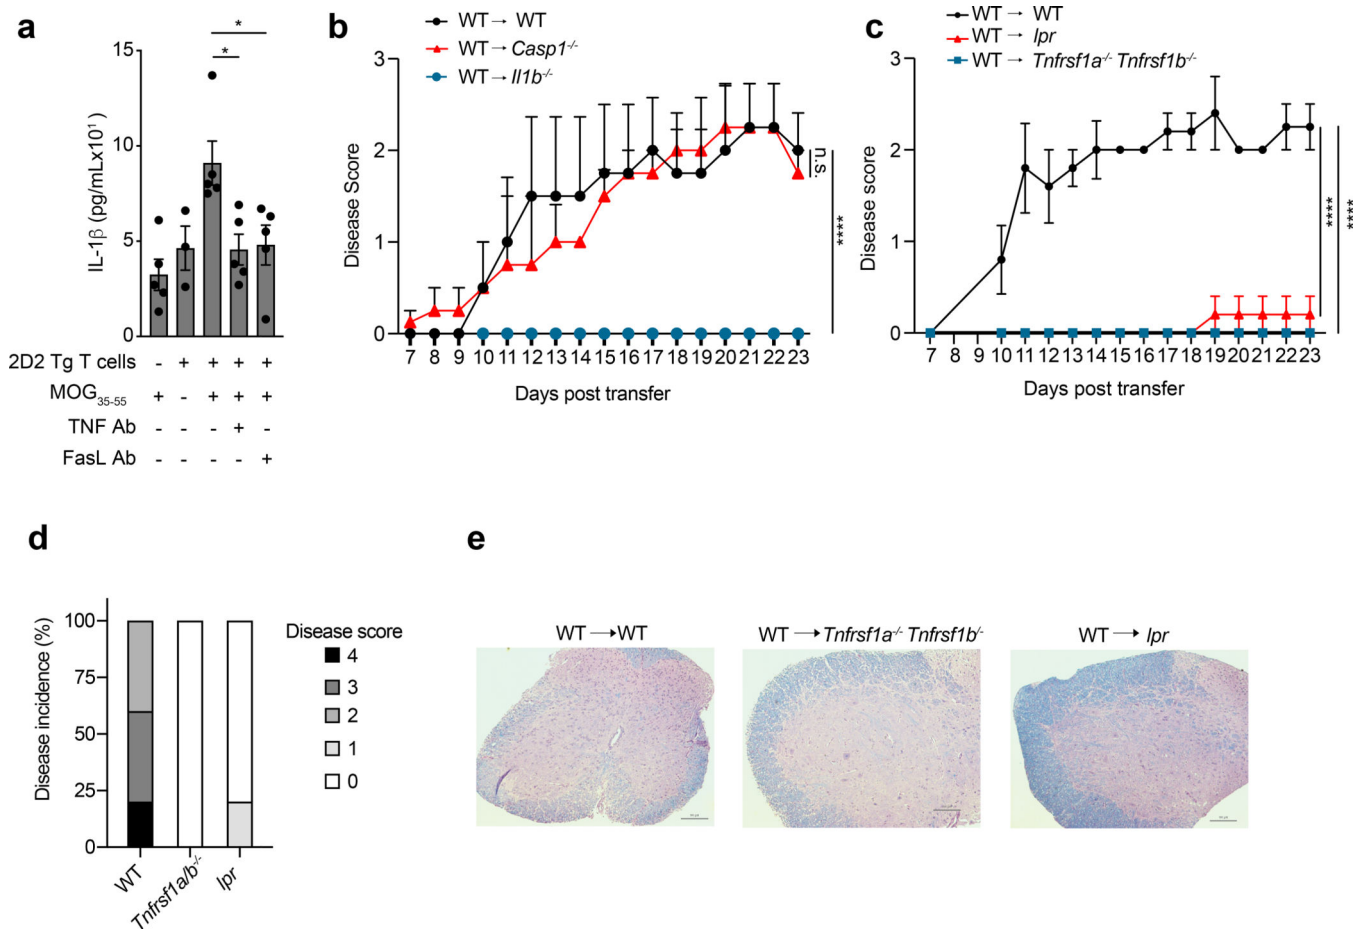 a
*
*
15
10
5
0
IL-1β (pg/mLx10¹)
2D2 Tg T cells - + + + +
MOG35-55 + - + + +
TNF Ab - - - + -
FasL Ab - - - - +
b
WT → WT
WT → Casp1-/-
WT → Il1b-/-
3
2
1
0
Disease Score
n.s.
****
7 8 9 10 11 12 13 14 15 16 17 18 19 20 21 22 23
Days post transfer
c
WT → WT
WT → lpr
WT → Tnfrsf1a-/- Tnfrsf1b-/-
3
2
1
0
Disease score
****
****
7 8 9 10 11 12 13 14 15 16 17 18 19 20 21 22 23
Days post transfer
d
100
75
50
25
0
Disease incidence (%)
WT
Tnfrsf1a/b-/-
lpr
Disease score
4
3
2
1
0
e
WT → WT
WT → Tnfrsf1a-/- Tnfrsf1b/-
WT → lpr